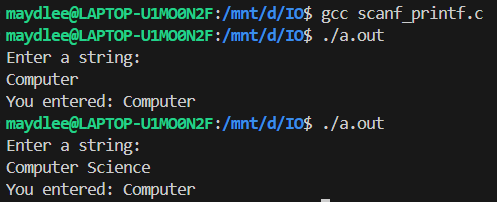 maydlee@LAPTOP-U1MO0N2F:/mnt/d/IO$ gcc scanf_printf.c
maydlee@LAPTOP-U1MO0N2F:/mnt/d/IO$ ./a.out
Enter a string:
Computer
You entered: Computer
maydlee@LAPTOP-U1MO0N2F:/mnt/d/IO$ ./a.out
Enter a string:
Computer Science
You entered: Computer